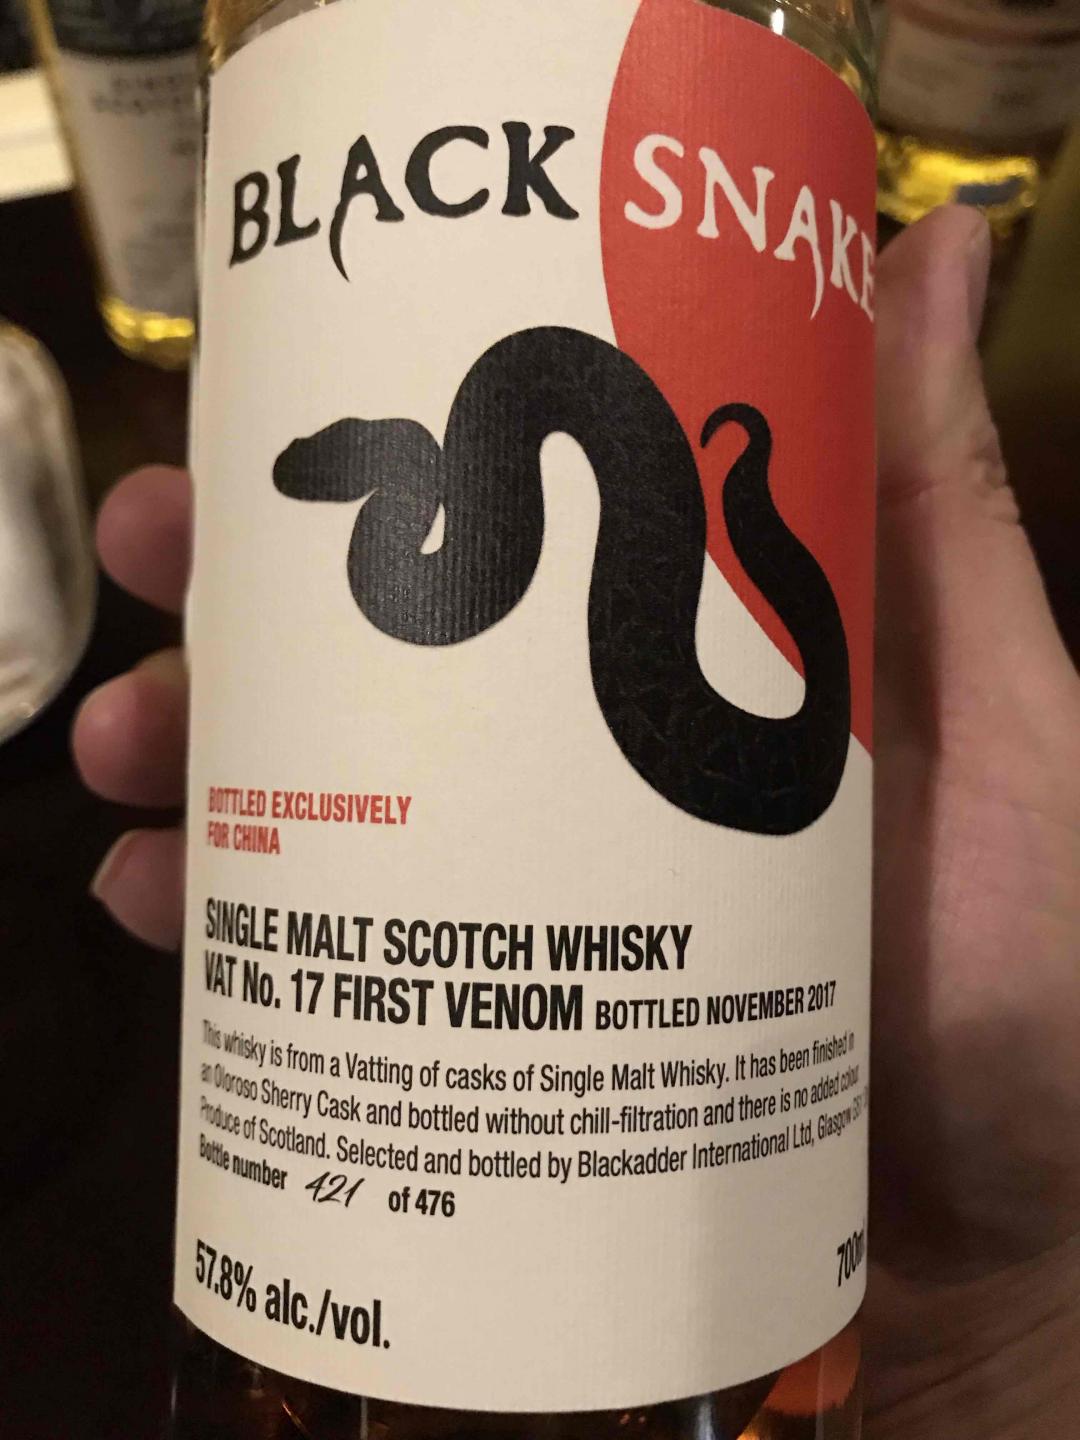 BLACK SNAKE
BOTTLED EXCLUSIVELY
FOR CHINA
SINGLE MALT SCOTCH WHISKY
VAT No. 17 FIRST VENOM BOTTLED NOVEMBER 2017
This whisky is from a Vatting of casks of Single Malt Whisky. It has been finished in
an Oloroso Sherry Cask and bottled without chill-filtration and there is no added colour
Produce of Scotland. Selected and bottled by Blackadder International Ltd, Glasgow
Bottle number 421 of 476
57.8% alc./vol.
700ml